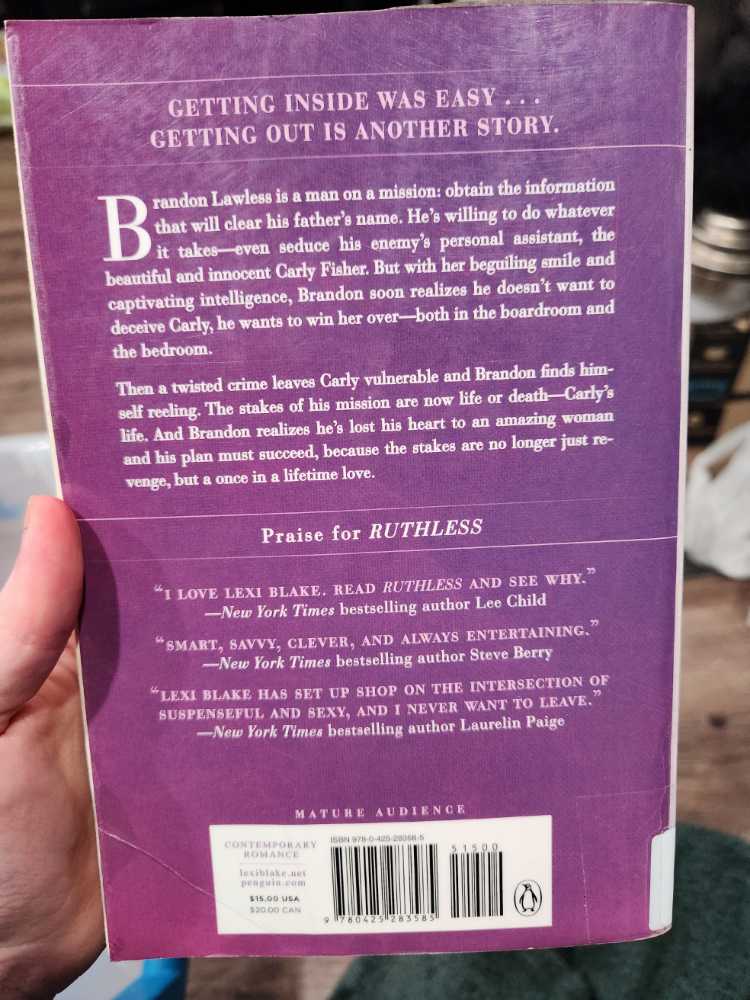 GETTING INSIDE WAS EASY . . .
GETTING OUT IS ANOTHER STORY.
Brandon Lawless is a man on a mission: obtain the information
that will clear his father's name. He's willing to do whatever
it takes—even seduce his enemy's personal assistant, the
beautiful and innocent Carly Fisher. But with her beguiling smile and
captivating intelligence, Brandon soon realizes he doesn't want to
deceive Carly, he wants to win her over—both in the boardroom and
the bedroom.
Then a twisted crime leaves Carly vulnerable and Brandon finds him-
self reeling. The stakes of his mission are now life or death—Carly's
life. And Brandon realizes he's lost his heart to an amazing woman
and his plan must succeed, because the stakes are no longer just re-
venge, but a once in a lifetime love.
Praise for RUTHLESS
“I LOVE LEXI BLAKE. READ RUTHLESS AND SEE WHY.”
—New York Times bestselling author Lee Child
“SMART, SAVVY, CLEVER, AND ALWAYS ENTERTAINING.”
—New York Times bestselling author Steve Berry
“LEXI BLAKE HAS SET UP SHOP ON THE INTERSECTION OF
SUSPENSEFUL AND SEXY, AND I NEVER WANT TO LEAVE.”
—New York Times bestselling author Laurelin Paige
MATURE AUDIENCE
CONTEMPORARY
ROMANCE
lexiblake.net
penguin.com
$15.00 USA
$20.00 CAN
ISBN 978-0-425-28358-5
51500
9 780425 283585